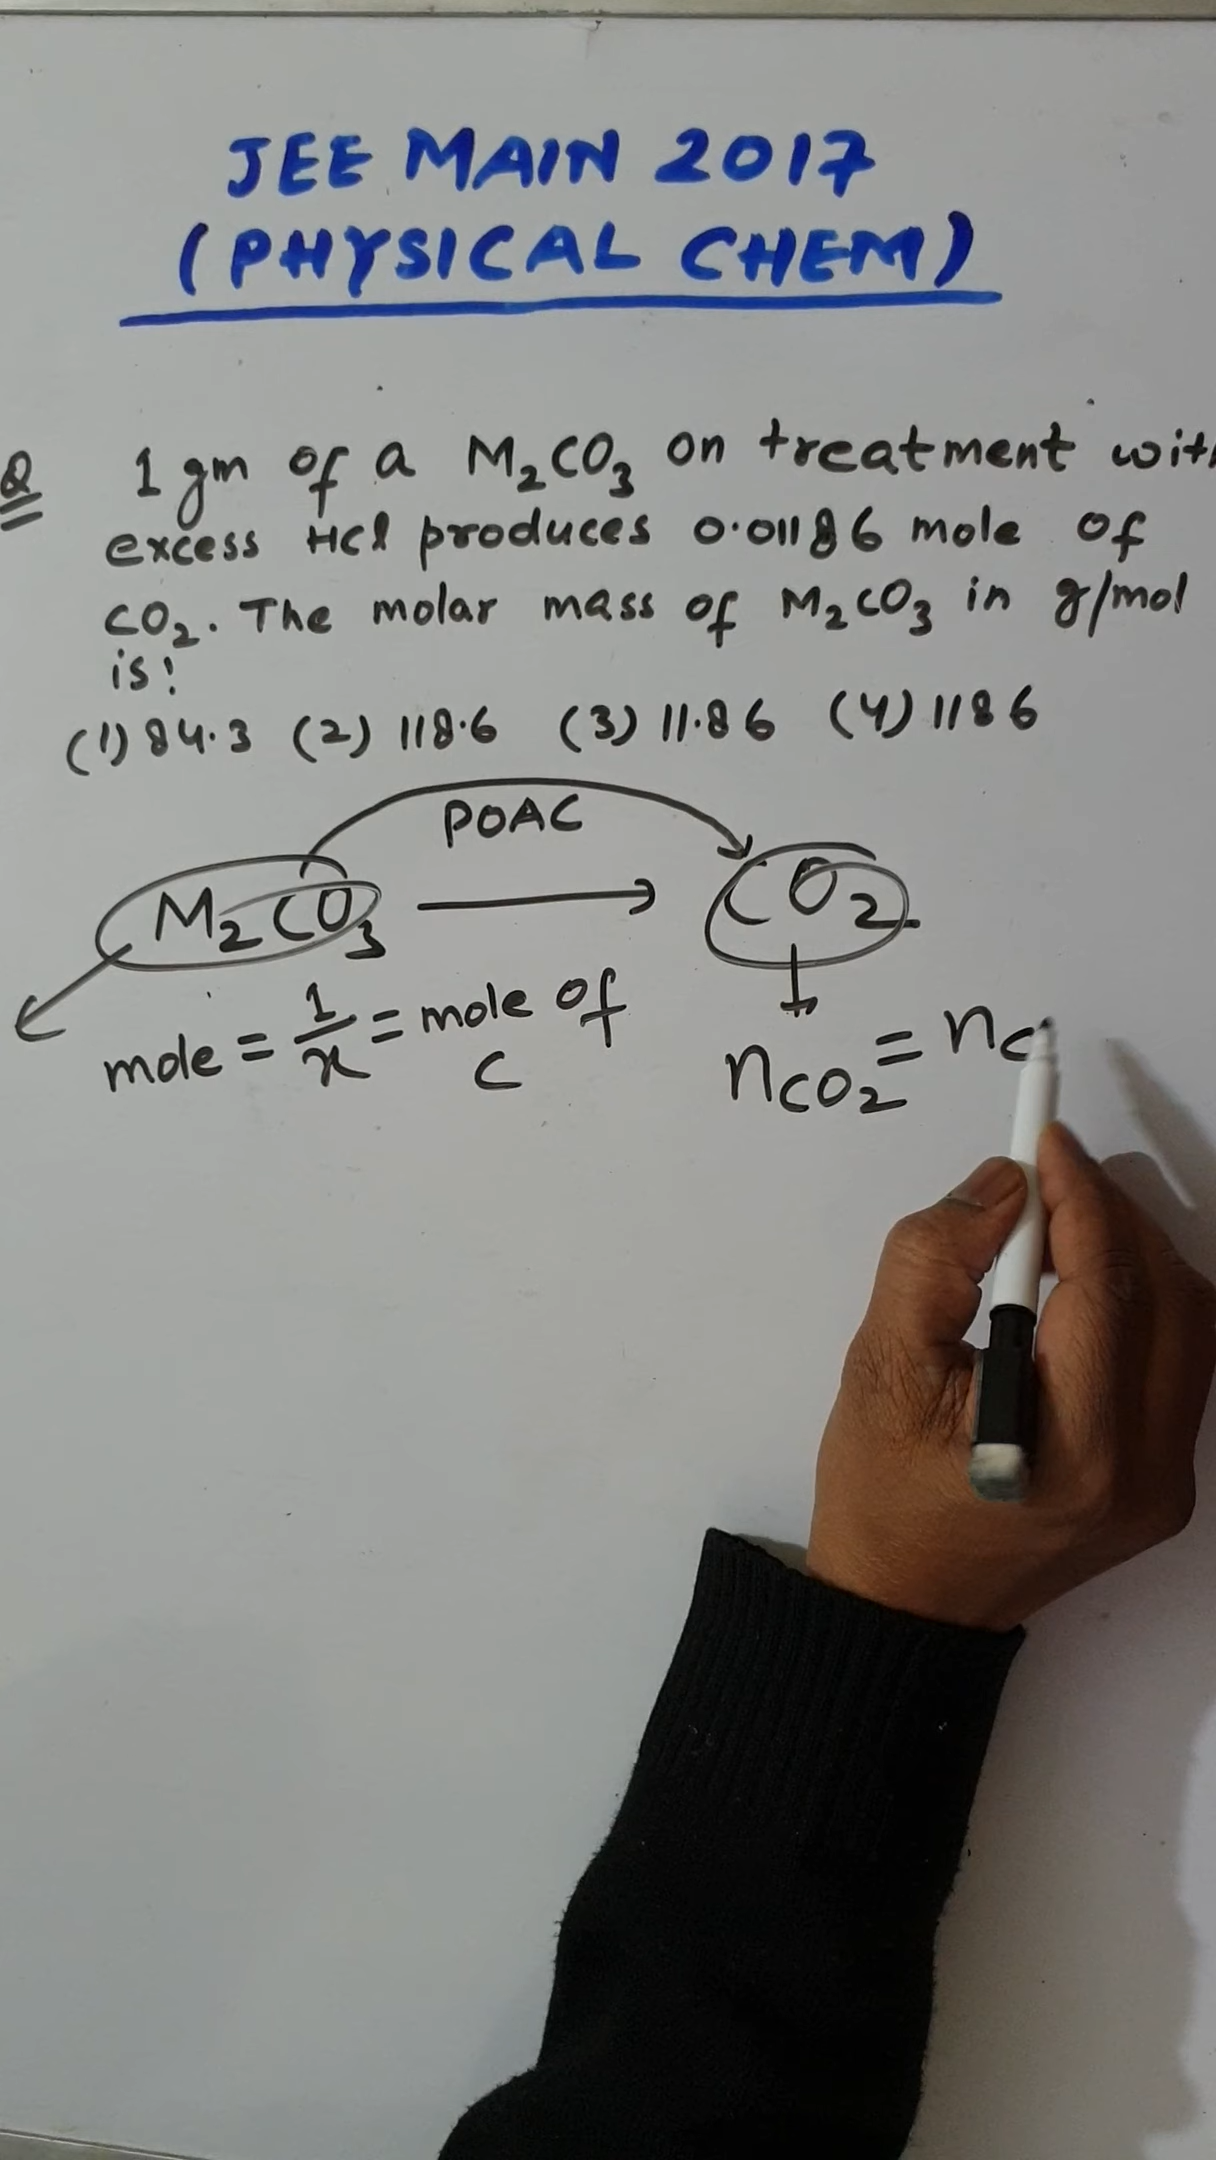 JEE MAIN 2017
(PHYSICAL CHEM)
Q 1 gm of a M₂CO₃ on treatment with
excess HCl produces 0.01186 mole of
CO₂. The molar mass of M₂CO₃ in g/mol
is:
(1) 84.3 (2) 118.6 (3) 11.86 (4) 1186
POAC
M₂CO₃ → CO₂
mole = 1/x = mole of C
nCO₂ = nC